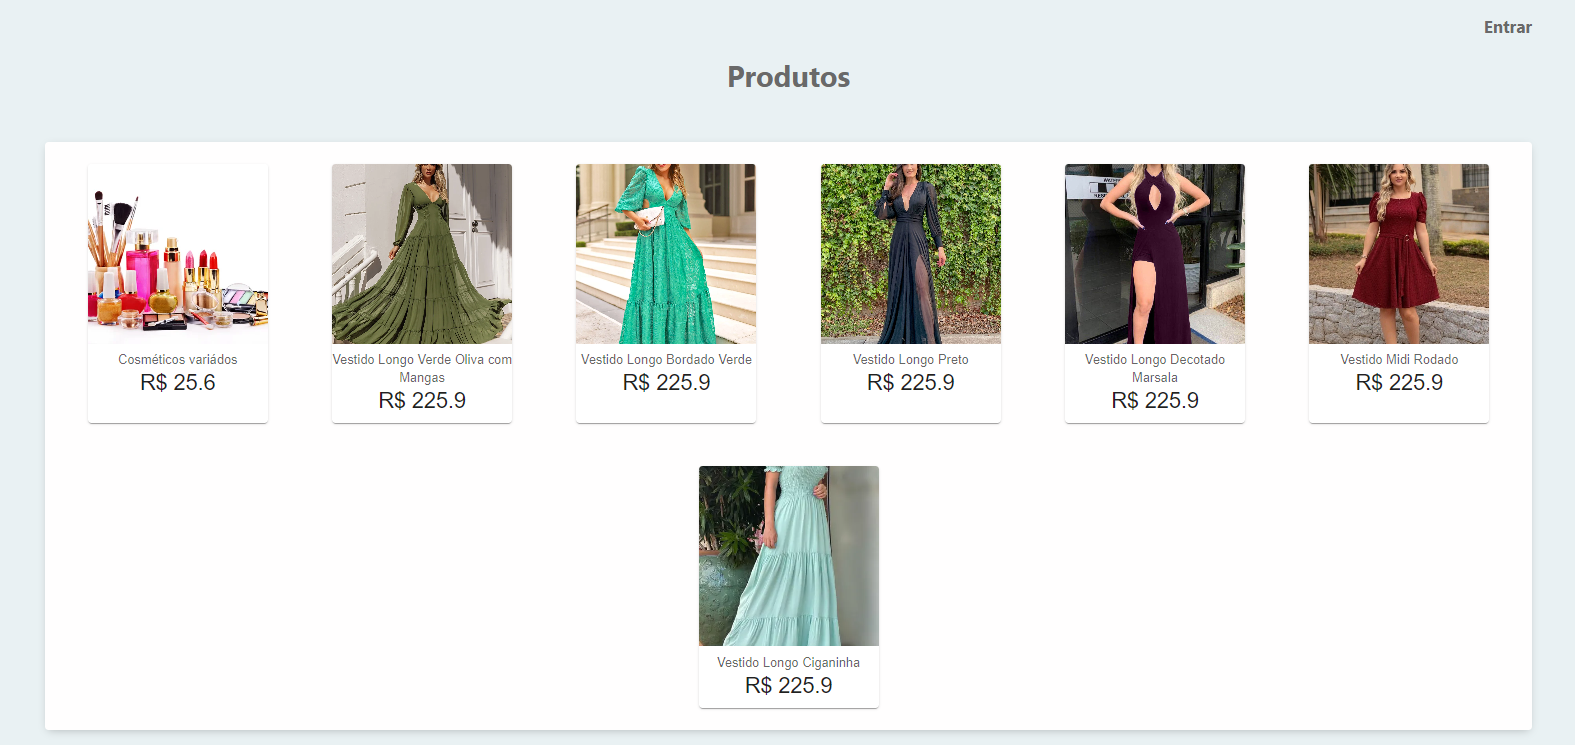 Entrar
Produtos
Cosméticos variádos
R$ 25.6
Vestido Longo Verde Oliva com
Mangas
R$ 225.9
Vestido Longo Bordado Verde
R$ 225.9
Vestido Longo Preto
R$ 225.9
Vestido Longo Decotado
Marsala
R$ 225.9
Vestido Midi Rodado
R$ 225.9
Vestido Longo Ciganinha
R$ 225.9